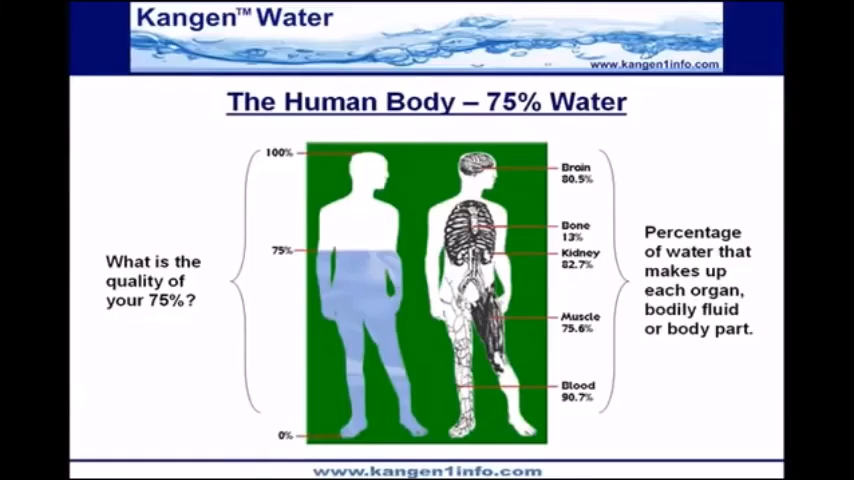 Kangen™ Water
www.kangen1info.com
The Human Body – 75% Water
100%
75%
0%
What is the
quality of
your 75%?
Brain
80.5%
Bone
13%
Kidney
82.7%
Muscle
75.6%
Blood
90.7%
Percentage
of water that
makes up
each organ,
bodily fluid
or body part.
www.kangen1info.com